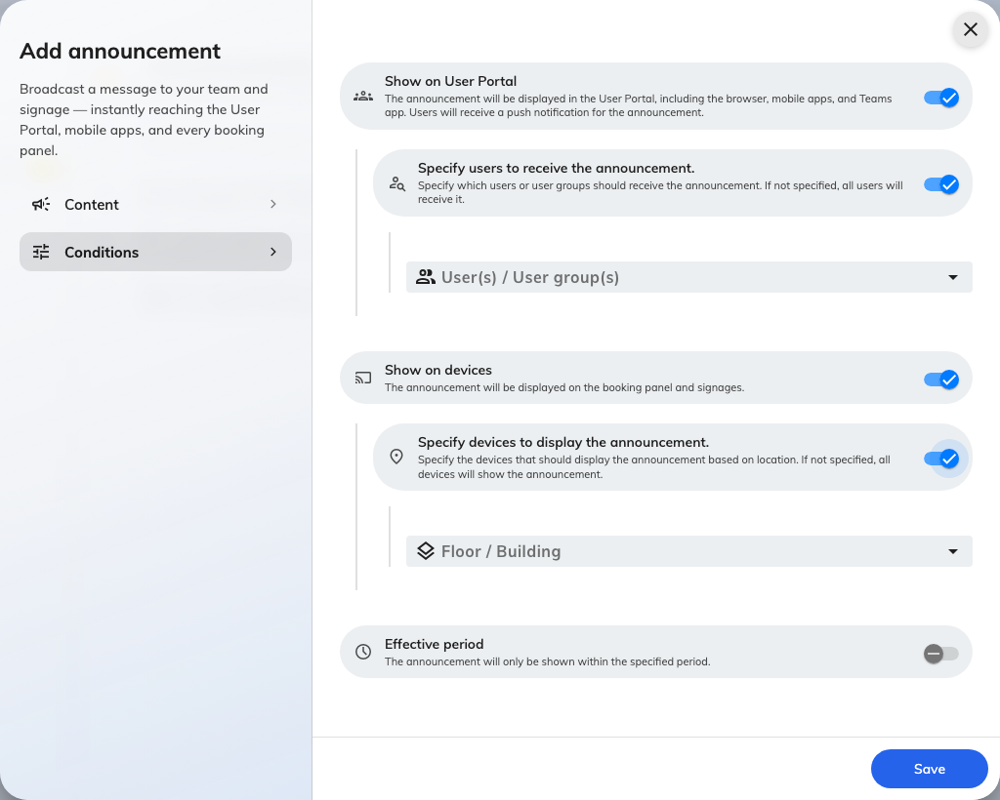 Add announcement
Broadcast a message to your team and
signage — instantly reaching the User
Portal, mobile apps, and every booking
panel.
Content
Conditions
Show on User Portal
The announcement will be displayed in the User Portal, including the browser, mobile apps, and Teams
app. Users will receive a push notification for the announcement.
Specify users to receive the announcement.
Specify which users or user groups should receive the announcement. If not specified, all users will
receive it.
User(s) / User group(s)
Show on devices
The announcement will be displayed on the booking panel and signages.
Specify devices to display the announcement.
Specify the devices that should display the announcement based on location. If not specified, all
devices will show the announcement.
Floor / Building
Effective period
The announcement will only be shown within the specified period.
Save